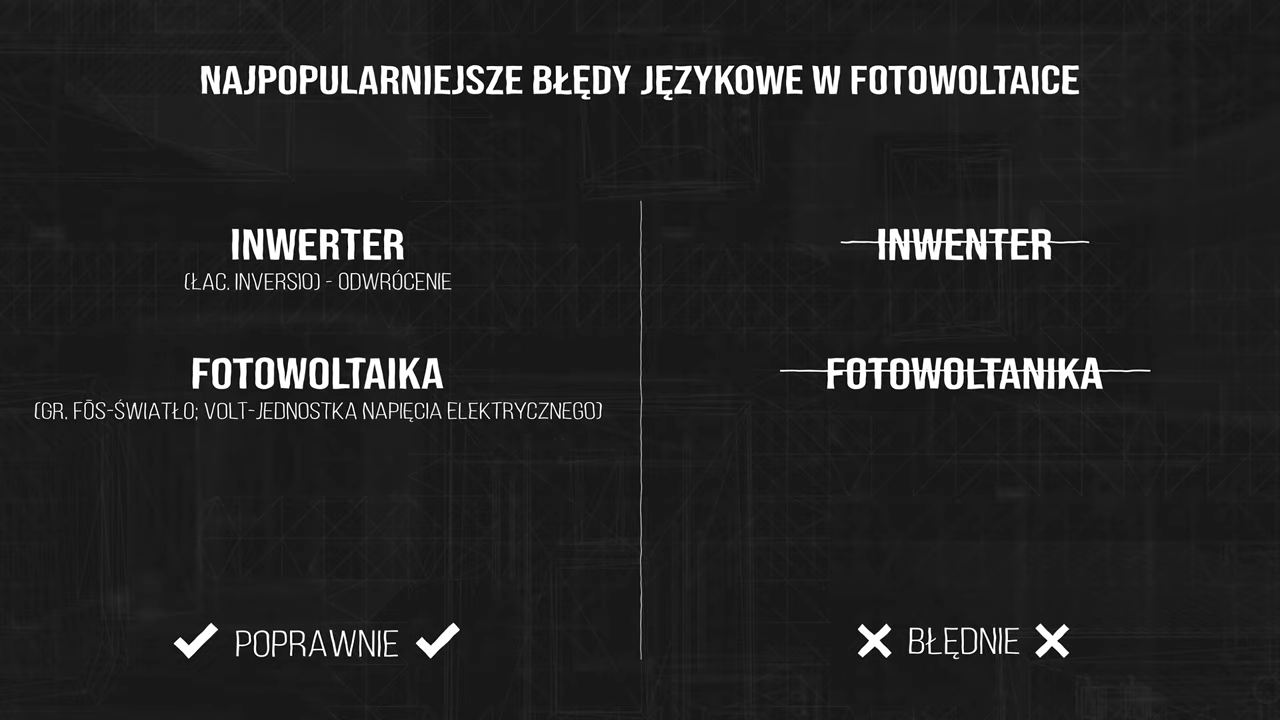 NAJPOPULARNIEJSZE BŁĘDY JĘZYKOWE W FOTOWOLTAICE
INWERTER
(ŁAC. INVERSIO) - ODWRÓCENIE
FOTOWOLTAIKA
(GR. FŌS-ŚWIATŁO; VOLT-JEDNOSTKA NAPIĘCIA ELEKTRYCZNEGO)
POPRAWNIE
INWENTER
FOTOWOLTANIKA
BŁĘDNIE